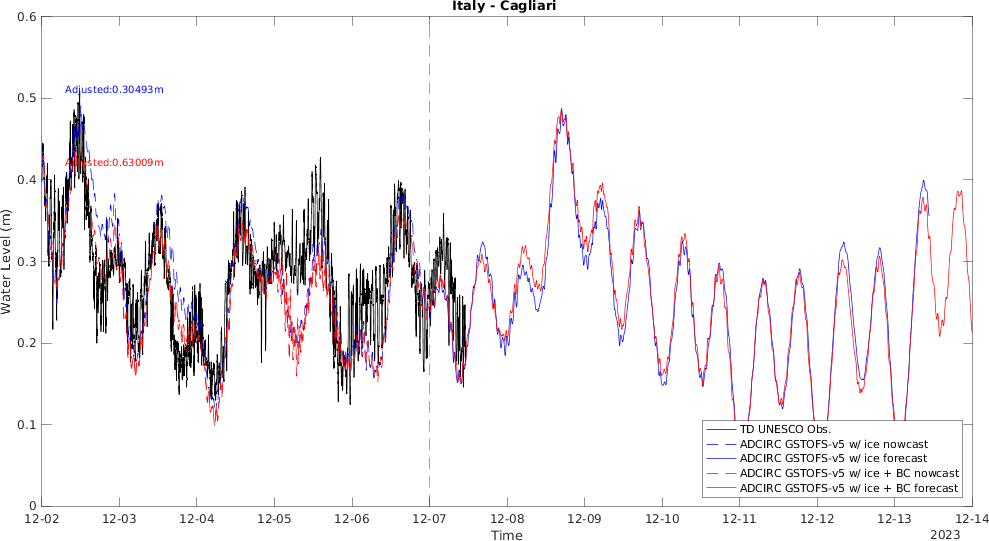 Italy - Cagliari
0.6
0.5
0.4
0.3
0.2
0.1
0
Water Level (m)
Adjusted:0.30493m
Adjusted:0.63009m
TD UNESCO Obs.
ADCIRC GSTOFS-v5 w/ ice nowcast
ADCIRC GSTOFS-v5 w/ ice forecast
ADCIRC GSTOFS-v5 w/ ice + BC nowcast
ADCIRC GSTOFS-v5 w/ ice + BC forecast
12-02 12-03 12-04 12-05 12-06 12-07 12-08 12-09 12-10 12-11 12-12 12-13 12-14
Time
2023